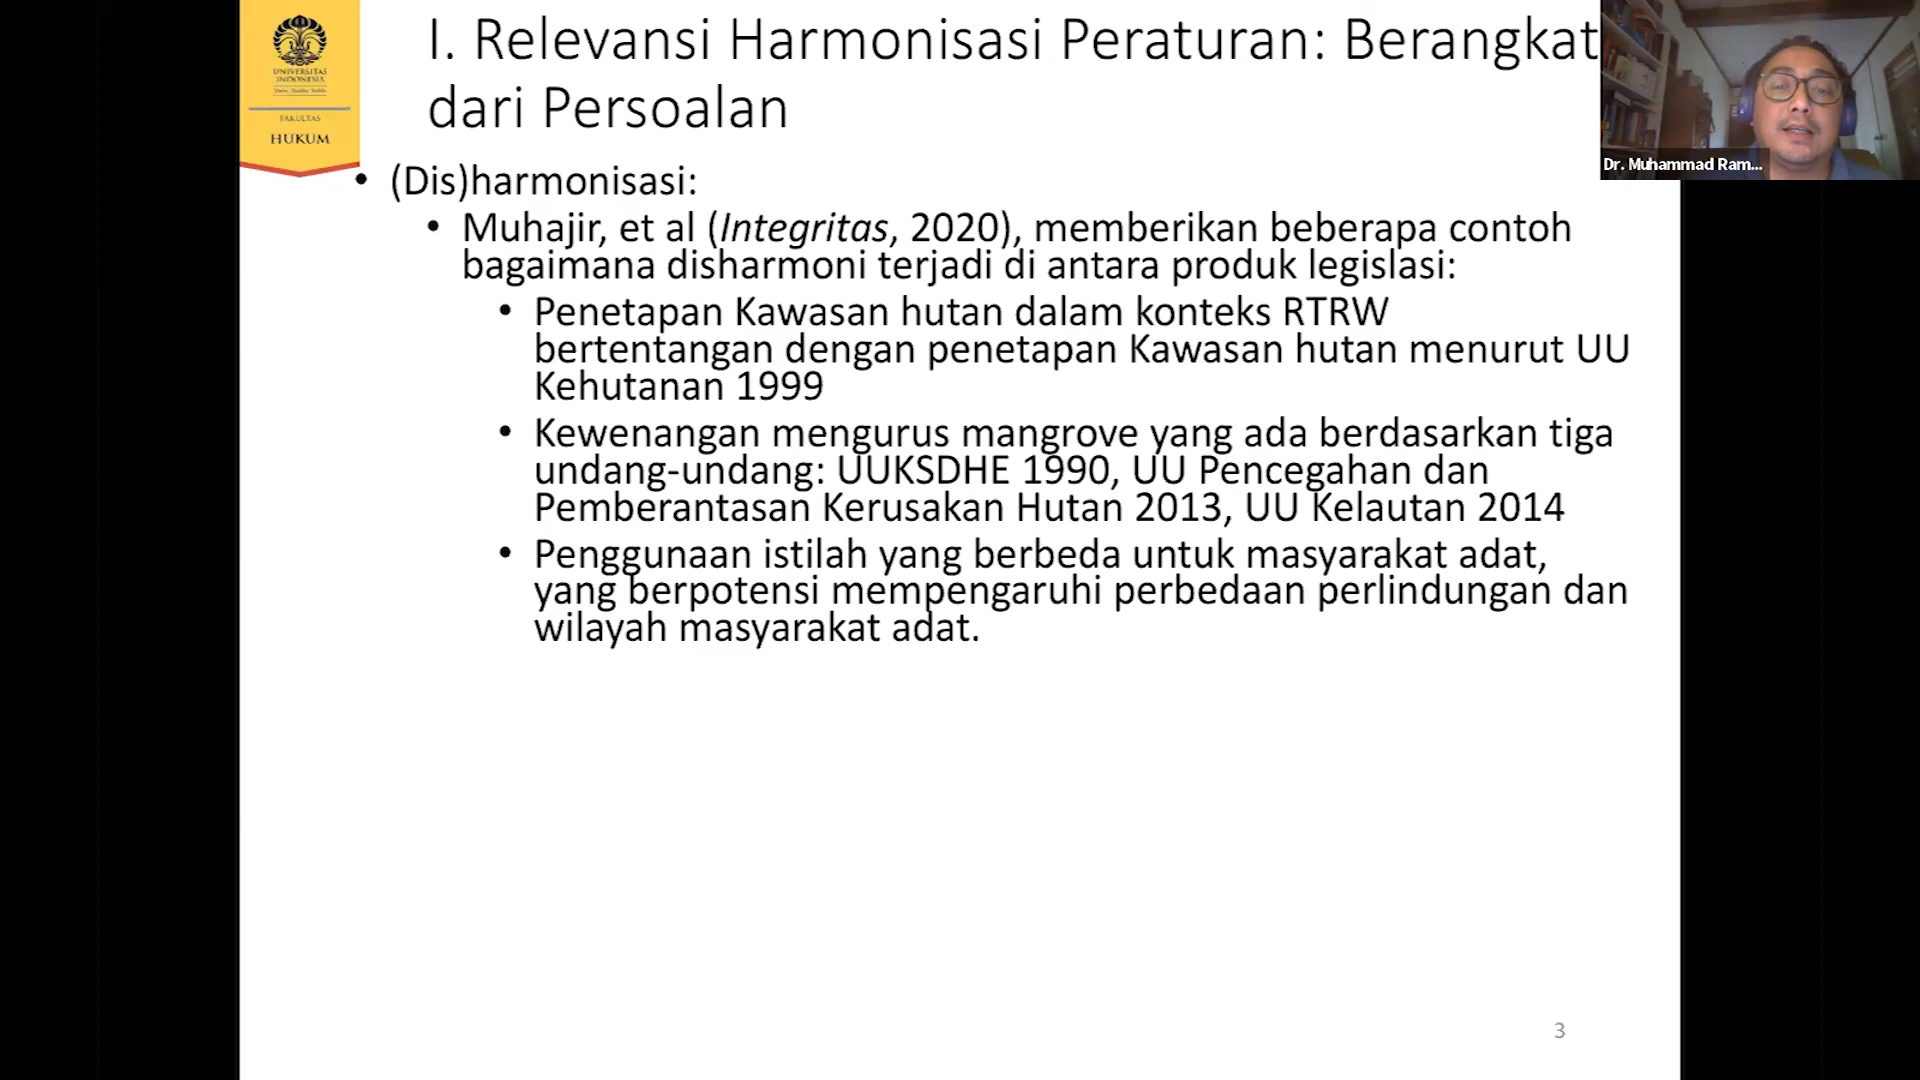 UNIVERSITAS
INDONESIA
FAKULTAS
HUKUM
I. Relevansi Harmonisasi Peraturan: Berangkat
dari Persoalan
Dr. Muhammad Ram...
• (Dis)harmonisasi:
• Muhajir, et al (Integritas, 2020), memberikan beberapa contoh
bagaimana disharmoni terjadi di antara produk legislasi:
• Penetapan Kawasan hutan dalam konteks RTRW
bertentangan dengan penetapan Kawasan hutan menurut UU
Kehutanan 1999
• Kewenangan mengurus mangrove yang ada berdasarkan tiga
undang-undang: UUKSDHE 1990, UU Pencegahan dan
Pemberantasan Kerusakan Hutan 2013, UU Kelautan 2014
• Penggunaan istilah yang berbeda untuk masyarakat adat,
yang berpotensi mempengaruhi perbedaan perlindungan dan
wilayah masyarakat adat.
3